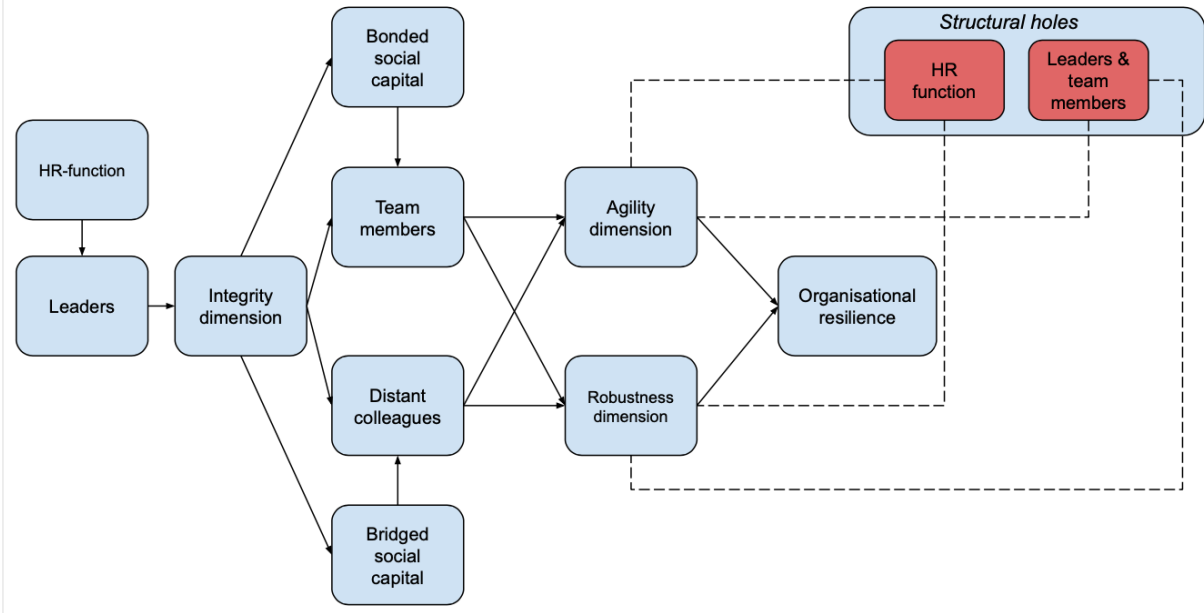 Structural holes
HR
function
Leaders &
team
members
Bonded
social
capital
HR-function
Team
members
Agility
dimension
Leaders
Integrity
dimension
Organisational
resilience
Distant
colleagues
Robustness
dimension
Bridged
social
capital